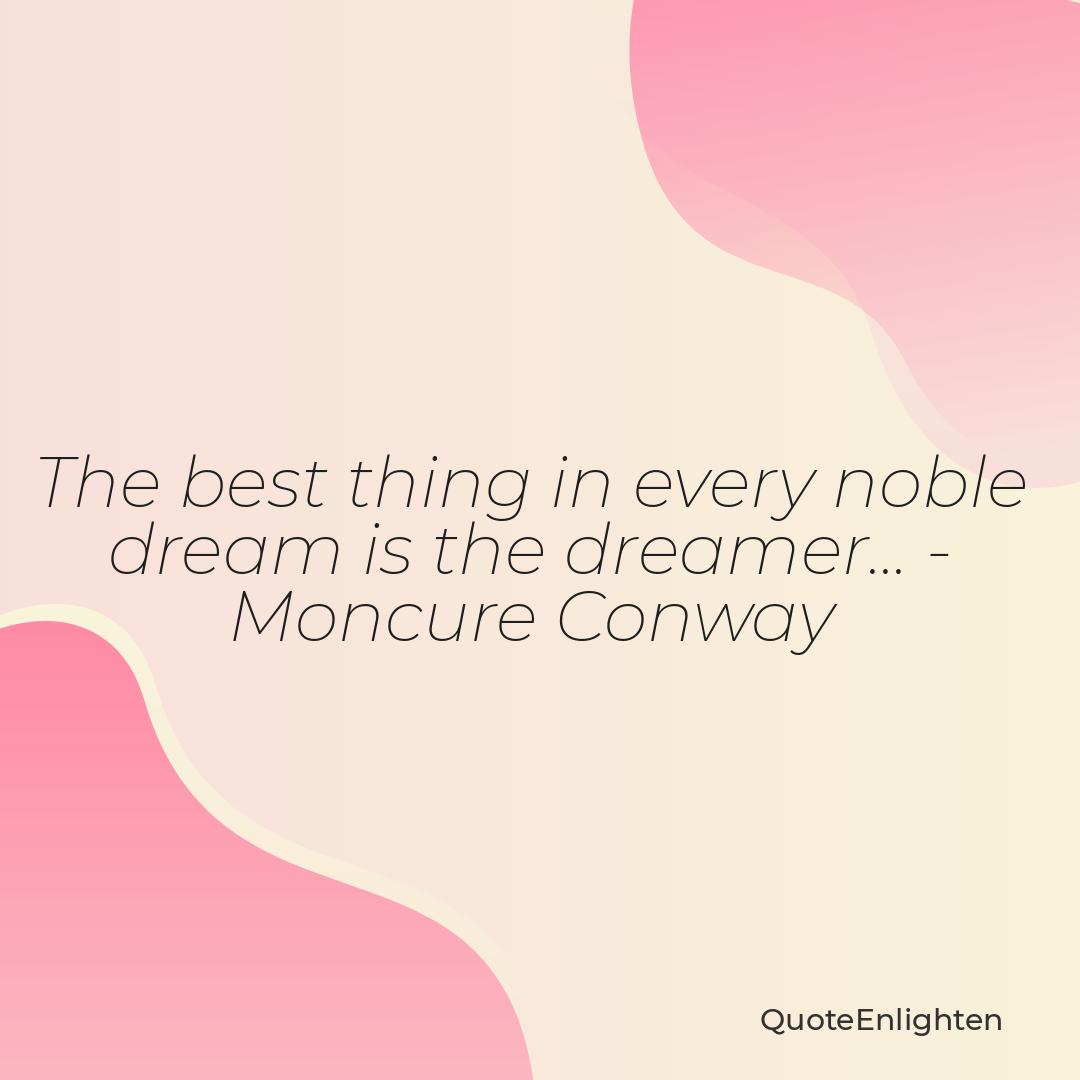 The best thing in every noble
dream is the dreamer... -
Moncure Conway
QuoteEnlighten